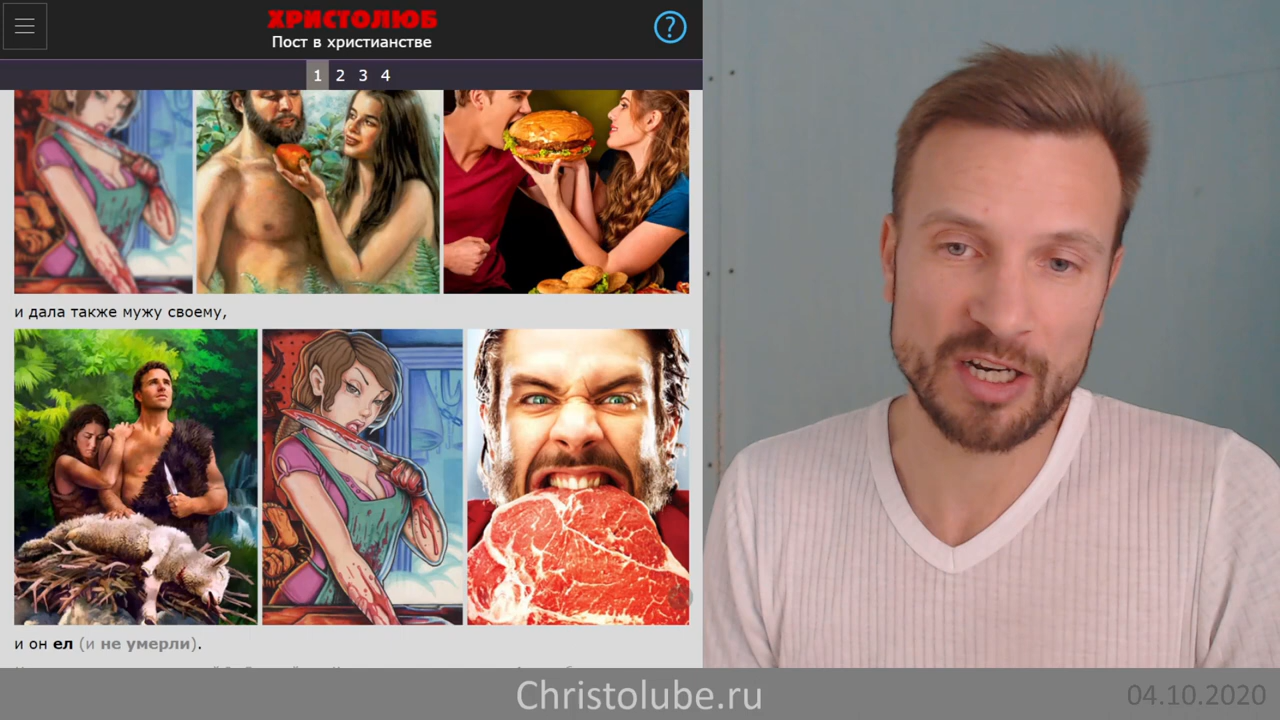 ХРИСТОЛЮБ
Пост в христианстве
?
1 2 3 4
и дала также мужу своему,
и он ел (и не умерли).
Christolube.ru
04.10.2020